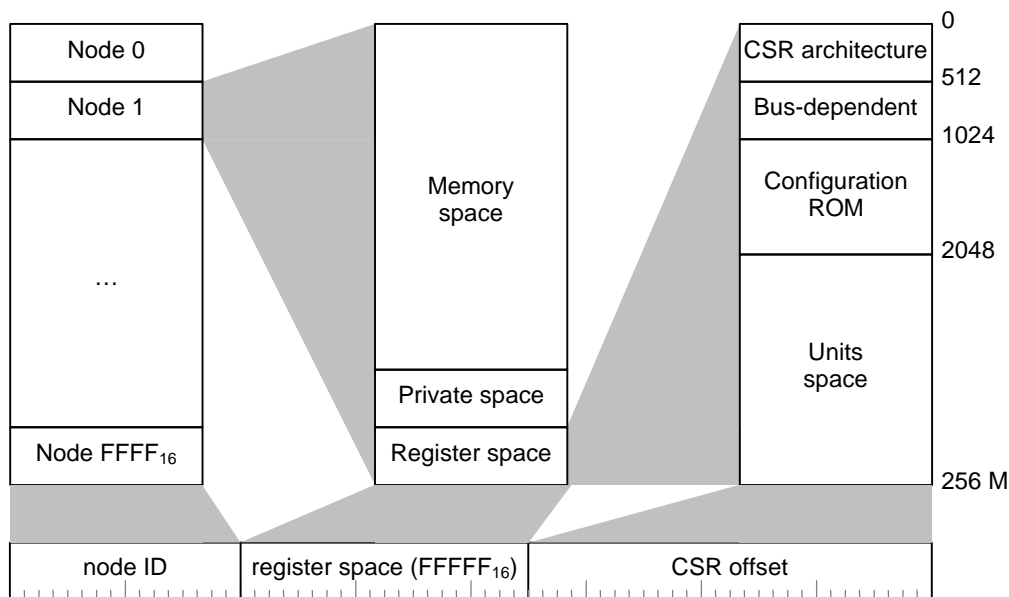 Node 0
Node 1
…
Node FFFF₁₆
Memory
space
Private space
Register space
CSR architecture
Bus-dependent
Configuration
ROM
Units
space
0
512
1024
2048
256 M
node ID
register space (FFFFF₁₆)
CSR offset